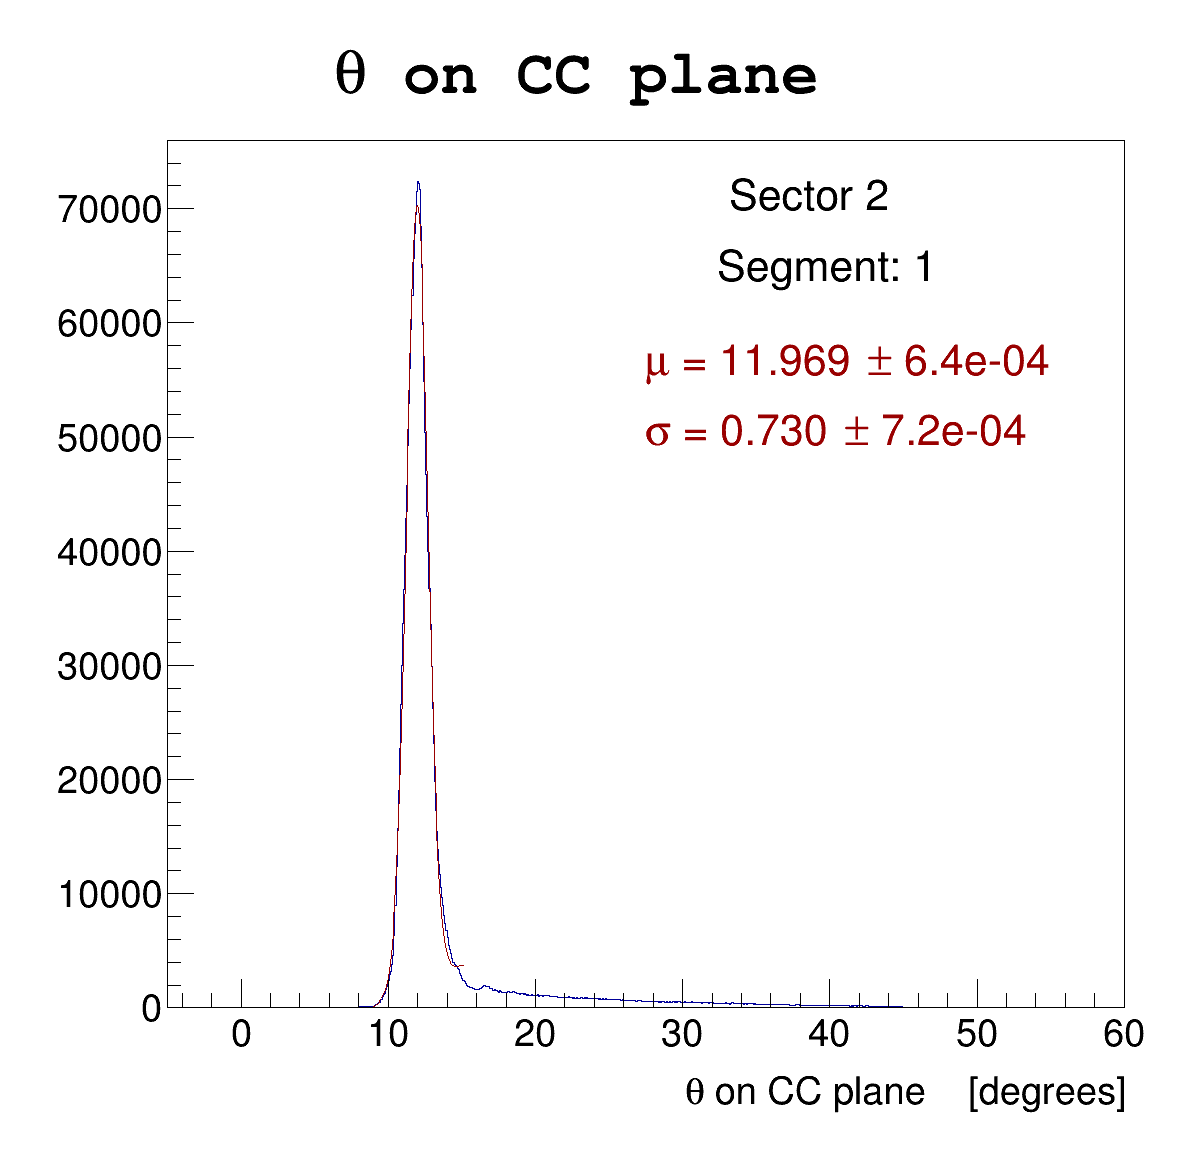 θ on CC plane
Sector 2
Segment: 1
μ = 11.969 ± 6.4e-04
σ = 0.730 ± 7.2e-04
70000
60000
50000
40000
30000
20000
10000
0
0 10 20 30 40 50 60
θ on CC plane [degrees]